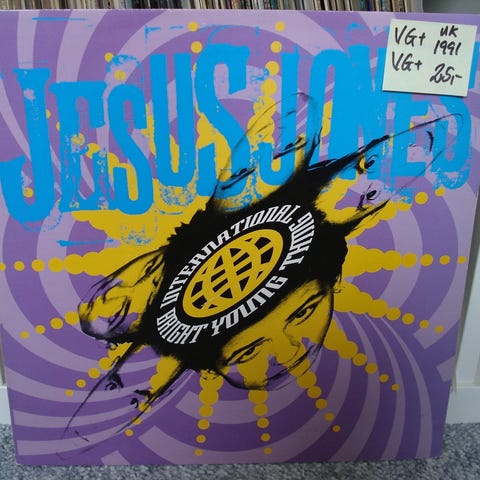 JESUS JONES
VG+ UK
1991
VG+ 25,-
INTERNATIONAL
BRIGHT YOUNG THING